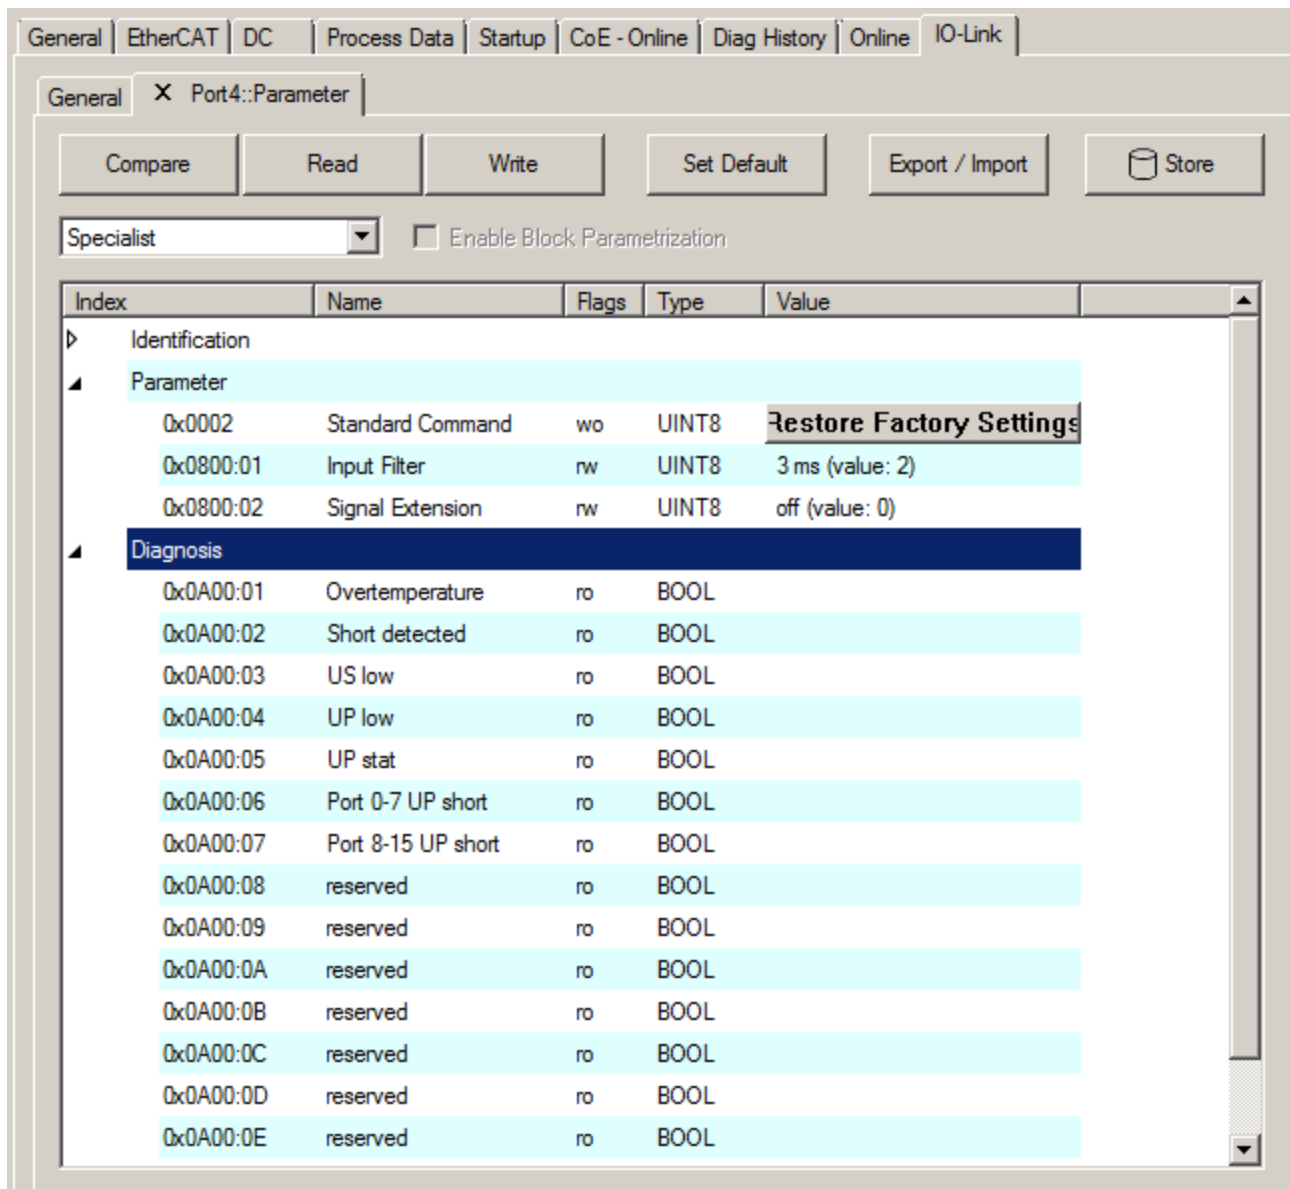 General EtherCAT DC Process Data Startup CoE - Online Diag History Online IO-Link
General X Port4::Parameter
Compare Read Write Set Default Export / Import Store
Specialist Enable Block Parametrization
Index Name Flags Type Value
Identification
Parameter
0x0002 Standard Command wo UINT8 Restore Factory Settings
0x0800:01 Input Filter rw UINT8 3 ms (value: 2)
0x0800:02 Signal Extension rw UINT8 off (value: 0)
Diagnosis
0x0A00:01 Overtemperature ro BOOL
0x0A00:02 Short detected ro BOOL
0x0A00:03 US low ro BOOL
0x0A00:04 UP low ro BOOL
0x0A00:05 UP stat ro BOOL
0x0A00:06 Port 0-7 UP short ro BOOL
0x0A00:07 Port 8-15 UP short ro BOOL
0x0A00:08 reserved ro BOOL
0x0A00:09 reserved ro BOOL
0x0A00:0A reserved ro BOOL
0x0A00:0B reserved ro BOOL
0x0A00:0C reserved ro BOOL
0x0A00:0D reserved ro BOOL
0x0A00:0E reserved ro BOOL